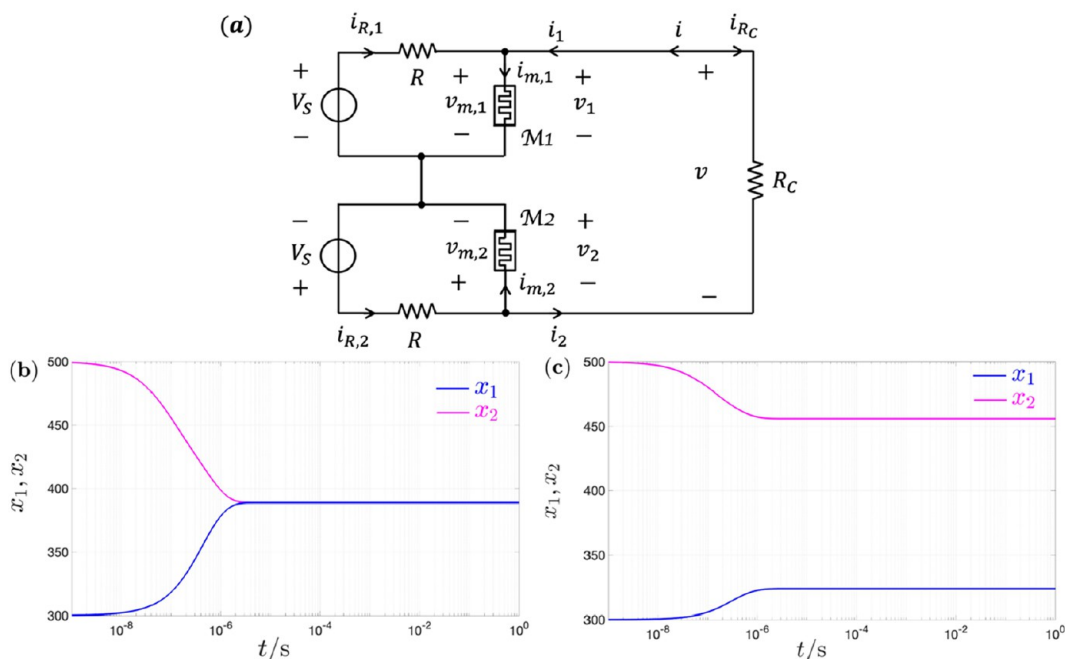 (a)
i_{R,1} i_1 i i_{R_C}
+ R + i_{m,1} + +
V_S v_{m,1} v_1
− − ℳ1 −
v R_C
− − ℳ2 +
V_S v_{m,2} v_2
+ + i_{m,2} − −
i_{R,2} R i_2
(b)
500
450
400
350
300
x_1, x_2
x_1
x_2
10^{-8} 10^{-6} 10^{-4} 10^{-2} 10^0
t/s
(c)
500
450
400
350
300
x_1, x_2
x_1
x_2
10^{-8} 10^{-6} 10^{-4} 10^{-2} 10^0
t/s